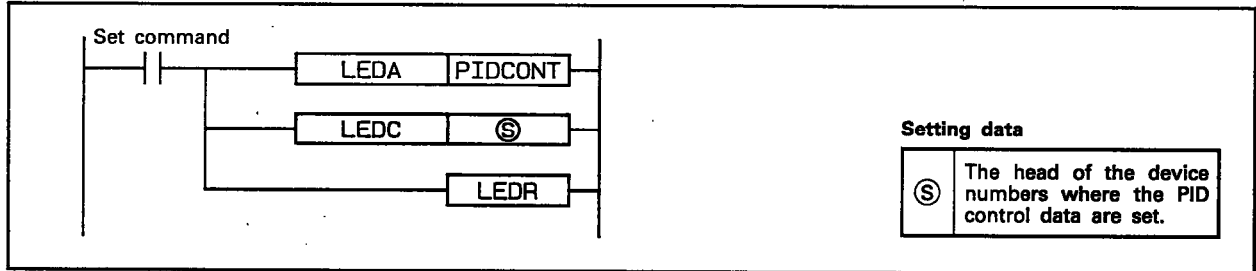 Set command
LEDA PIDCONT
LEDC Ⓢ
LEDR
Setting data
Ⓢ The head of the device
numbers where the PID
control data are set.